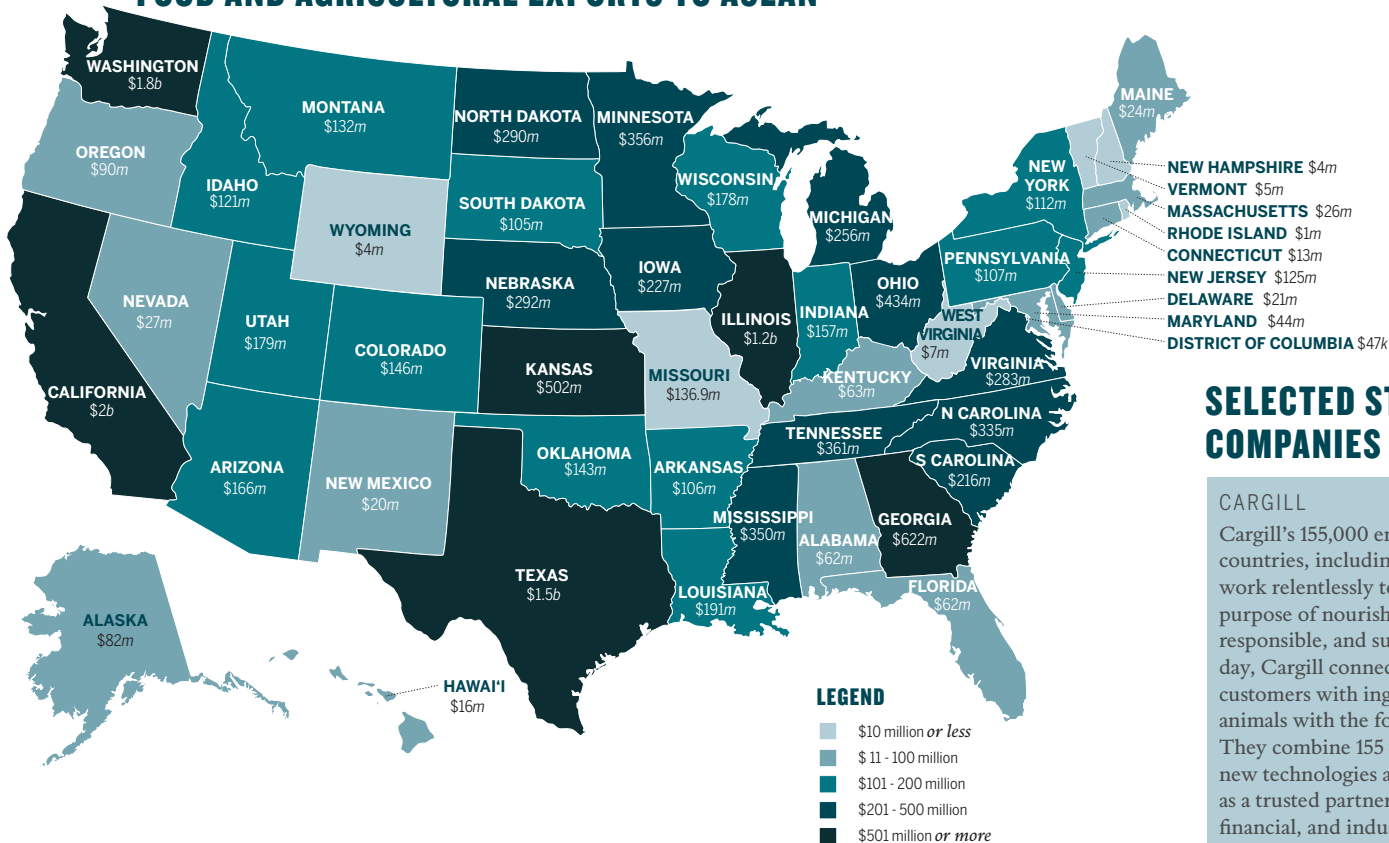 FOOD AND AGRICULTURAL EXPORTS TO ASEAN
WASHINGTON
$1.8b
MONTANA
$132m
NORTH DAKOTA
$290m
MINNESOTA
$356m
MAINE
$24m
OREGON
$90m
IDAHO
$121m
WISCONSIN
$178m
NEW
YORK
$112m
NEW HAMPSHIRE $4m
VERMONT $5m
MASSACHUSETTS $26m
RHODE ISLAND $1m
CONNECTICUT $13m
NEW JERSEY $125m
DELAWARE $21m
MARYLAND $44m
DISTRICT OF COLUMBIA $47k
SOUTH DAKOTA
$105m
WYOMING
$4m
MICHIGAN
$256m
PENNSYLVANIA
$107m
NEVADA
$27m
UTAH
$179m
NEBRASKA
$292m
IOWA
$227m
ILLINOIS
$1.2b
INDIANA
$157m
OHIO
$434m
WEST
VIRGINIA
$7m
COLORADO
$146m
KANSAS
$502m
MISSOURI
$136.9m
KENTUCKY
$63m
VIRGINIA
$283m
CALIFORNIA
$2b
N CAROLINA
$335m
TENNESSEE
$361m
ARIZONA
$166m
NEW MEXICO
$20m
OKLAHOMA
$143m
ARKANSAS
$106m
S CAROLINA
$216m
MISSISSIPPI
$350m
ALABAMA
$62m
GEORGIA
$622m
TEXAS
$1.5b
LOUISIANA
$191m
FLORIDA
$62m
ALASKA
$82m
HAWAI‘I
$16m
LEGEND
$10 million or less
$ 11 - 100 million
$101 - 200 million
$201 - 500 million
$501 million or more
SELECTED ST
COMPANIES
CARGILL
Cargill’s 155,000 em
countries, includin
work relentlessly to
purpose of nourish
responsible, and su
day, Cargill connec
customers with ing
animals with the fo
They combine 155
new technologies a
as a trusted partner
financial, and indu